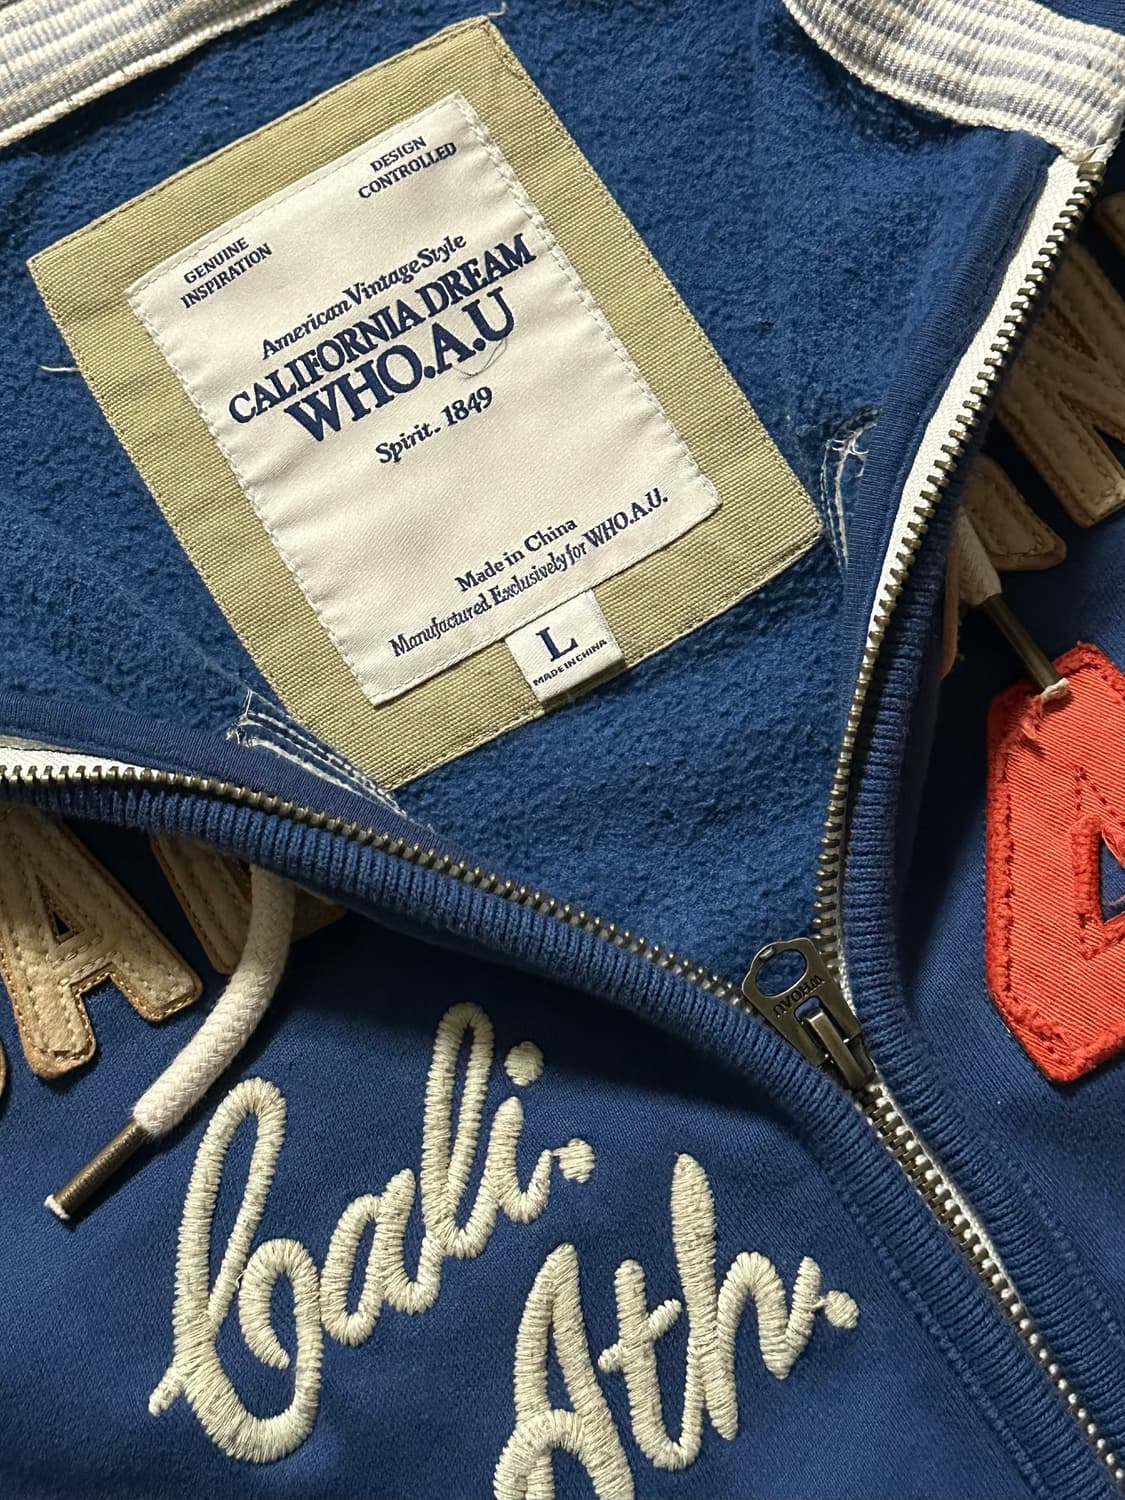 GENUINE
INSPIRATION
DESIGN
CONTROLLED
American Vintage Style
CALIFORNIA DREAM
WHO.A.U
Spirit. 1849
Made in China
Manufactured Exclusively for WHO.A.U.
L
MADE IN CHINA
WHOAU
Cali.
Ath.